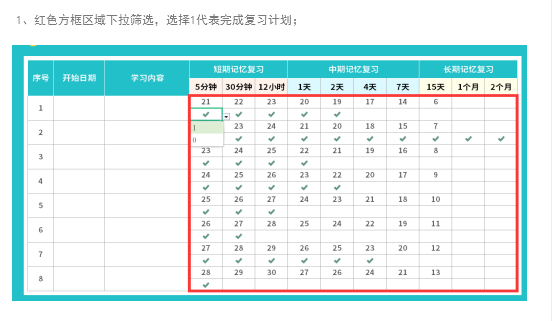 1、红色方框区域下拉筛选，选择1代表完成复习计划；
序号 开始日期 学习内容 短期记忆复习 中期记忆复习 长期记忆复习
5分钟 30分钟 12小时 1天 2天 4天 7天 15天 1个月 2个月
1 21 22 23 20 19 17 14 6
✓ ✓ ✓ ✓ ✓
2 23 24 21 20 18 15 7
1
0
✓ ✓ ✓ ✓ ✓ ✓ ✓ ✓ ✓
3 23 24 25 22 21 19 16 8
✓ ✓ ✓ ✓
4 24 25 26 23 22 20 17 9
✓ ✓ ✓ ✓ ✓
5 25 26 27 24 23 21 18 10
✓ ✓ ✓
6 26 27 28 25 24 22 19 11
✓ ✓
7 27 28 29 26 25 23 20 12
✓ ✓ ✓ ✓ ✓ ✓
8 28 29 30 27 26 24 21 13
✓